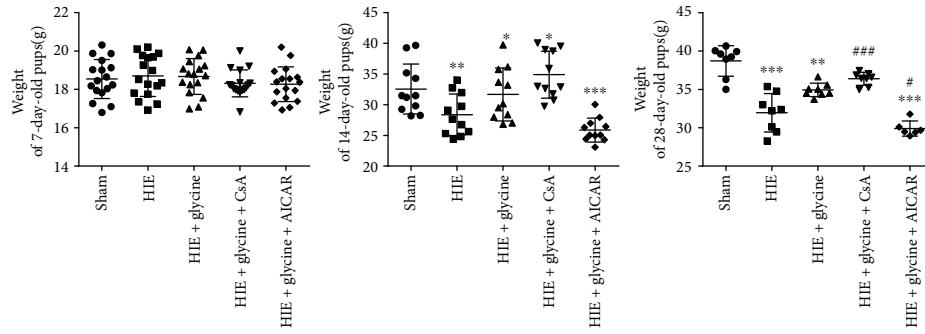 Weight
of 7-day-old pups(g)
20
22
18
16
14
Sham
HIE
HIE + glycine
HIE + glycine + CsA
HIE + glycine + AICAR
Weight
of 14-day-old pups(g)
45
40
35
30
25
20
**
*
*
***
Sham
HIE
HIE + glycine
HIE + glycine + CsA
HIE + glycine + AICAR
Weight
of 28-day-old pups(g)
45
40
35
30
25
***
**
###
#
***
Sham
HIE
HIE + glycine
HIE + glycine + CsA
HIE + glycine + AICAR